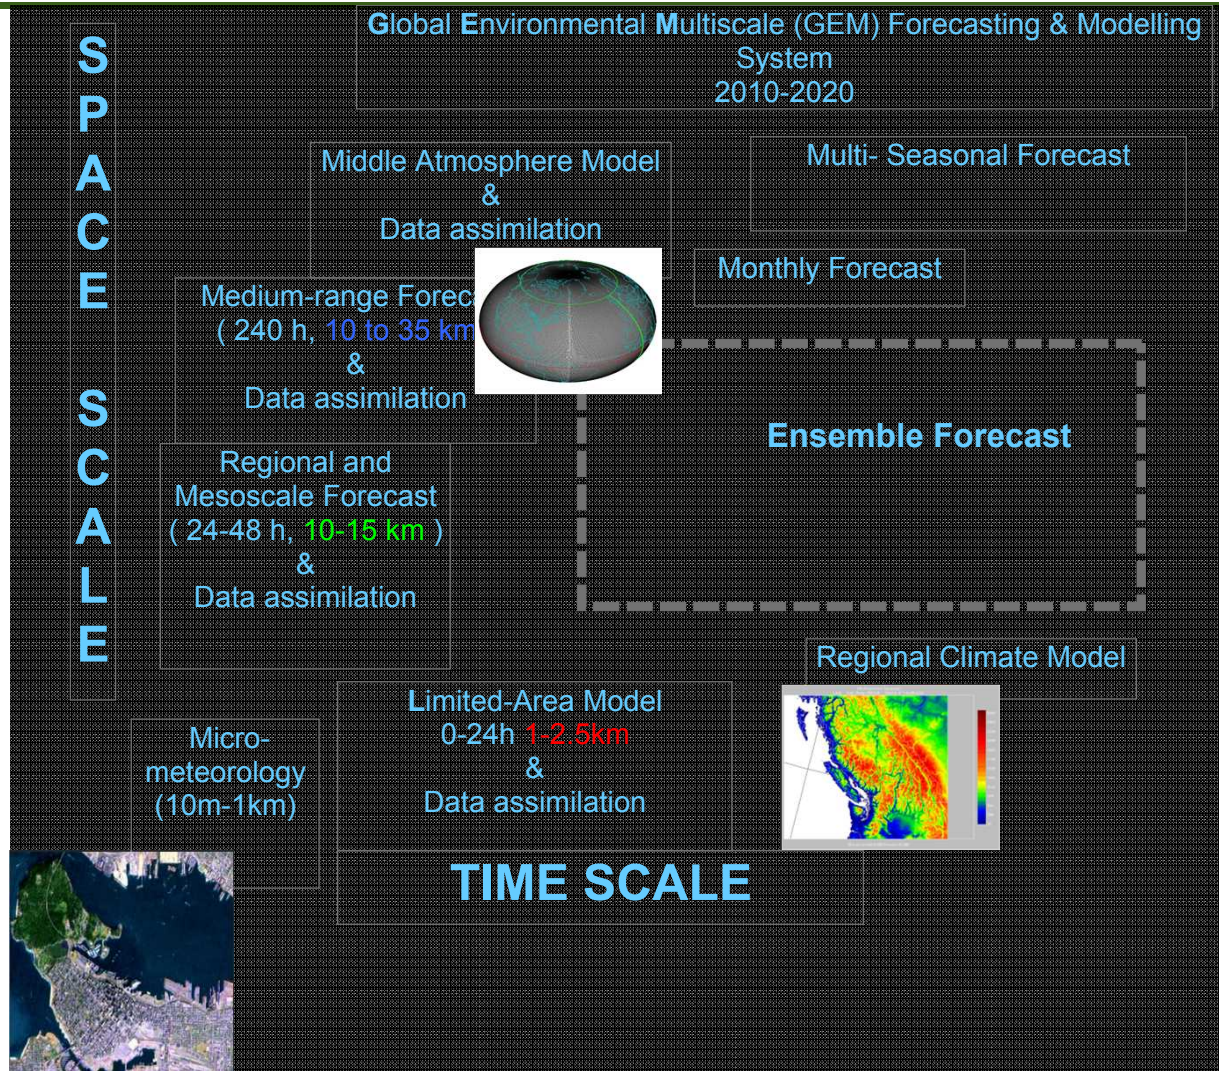 Global Environmental Multiscale (GEM) Forecasting & Modelling
System
2010-2020
SPACE SCALE
Middle Atmosphere Model
&
Data assimilation
Multi- Seasonal Forecast
Monthly Forecast
Medium-range Forec
( 240 h, 10 to 35 km
&
Data assimilation
Ensemble Forecast
Regional and
Mesoscale Forecast
( 24-48 h, 10-15 km )
&
Data assimilation
Regional Climate Model
Limited-Area Model
0-24h 1-2.5km
&
Data assimilation
Micro-
meteorology
(10m-1km)
TIME SCALE